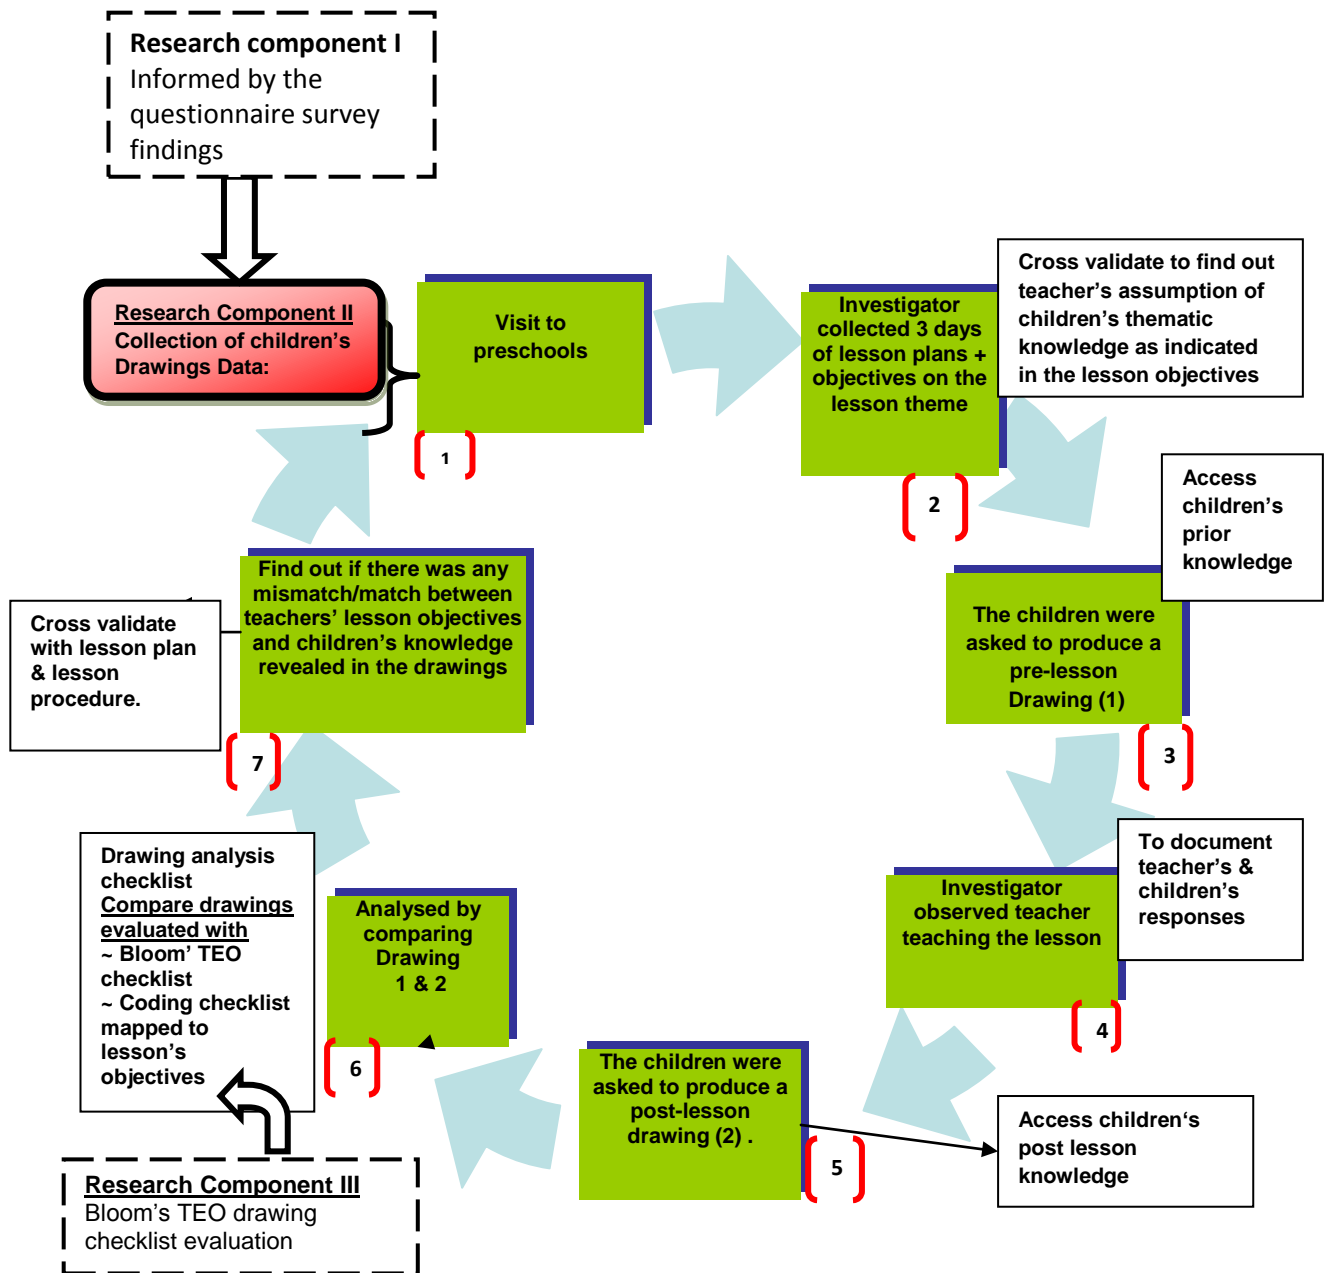 Research component I
Informed by the
questionnaire survey
findings
Research Component II
Collection of children's
Drawings Data:
Visit to
preschools
1
Investigator
collected 3 days
of lesson plans +
objectives on the
lesson theme
2
Cross validate to find out
teacher's assumption of
children's thematic
knowledge as indicated
in the lesson objectives
Access
children's
prior
knowledge
The children were
asked to produce a
pre-lesson
Drawing (1)
3
To document
teacher's &
children's
responses
Investigator
observed teacher
teaching the lesson
4
The children were
asked to produce a
post-lesson
drawing (2) .
5
Access children‘s
post lesson
knowledge
Analysed by
comparing
Drawing
1 & 2
6
Drawing analysis
checklist
Compare drawings
evaluated with
~ Bloom' TEO
checklist
~ Coding checklist
mapped to
lesson's
objectives
Research Component III
Bloom's TEO drawing
checklist evaluation
Find out if there was any
mismatch/match between
teachers' lesson objectives
and children's knowledge
revealed in the drawings
7
Cross validate
with lesson plan
& lesson
procedure.